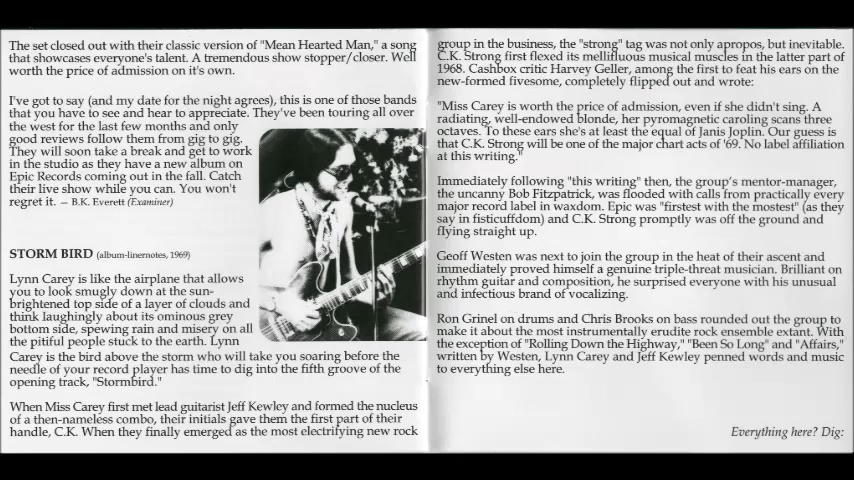 The set closed out with their classic version of "Mean Hearted Man," a song
that showcases everyone's talent. A tremendous show stopper/closer. Well
worth the price of admission on it's own.
I've got to say (and my date for the night agrees), this is one of those bands
that you have to see and hear to appreciate. They've been touring all over
the west for the last few months and only
good reviews follow them from gig to gig.
They will soon take a break and get to work
in the studio as they have a new album on
Epic Records coming out in the fall. Catch
their live show while you can. You won't
regret it. — B.K. Everett (Examiner)
STORM BIRD (album-linernotes, 1969)
Lynn Carey is like the airplane that allows
you to look smugly down at the sun-
brightened top side of a layer of clouds and
think laughingly about its ominous grey
bottom side, spewing rain and misery on all
the pitiful people stuck to the earth. Lynn
Carey is the bird above the storm who will take you soaring before the
needle of your record player has time to dig into the fifth groove of the
opening track, "Stormbird."
When Miss Carey first met lead guitarist Jeff Kewley and formed the nucleus
of a then-nameless combo, their initials gave them the first part of their
handle, C.K. When they finally emerged as the most electrifying new rock
group in the business, the "strong" tag was not only apropos, but inevitable.
C.K. Strong first flexed its mellifluous musical muscles in the latter part of
1968. Cashbox critic Harvey Geller, among the first to feat his ears on the
new-formed fivesome, completely flipped out and wrote:
"Miss Carey is worth the price of admission, even if she didn't sing. A
radiating, well-endowed blonde, her pyromagnetic caroling scans three
octaves. To these ears she's at least the equal of Janis Joplin. Our guess is
that C.K. Strong will be one of the major chart acts of '69. No label affiliation
at this writing."
Immediately following "this writing" then, the group's mentor-manager,
the uncanny Bob Fitzpatrick, was flooded with calls from practically every
major record label in waxdom. Epic was "firstest with the mostest" (as they
say in fisticuffdom) and C.K. Strong promptly was off the ground and
flying straight up.
Geoff Westen was next to join the group in the heat of their ascent and
immediately proved himself a genuine triple-threat musician. Brilliant on
rhythm guitar and composition, he surprised everyone with his unusual
and infectious brand of vocalizing.
Ron Grinel on drums and Chris Brooks on bass rounded out the group to
make it about the most instrumentally erudite rock ensemble extant. With
the exception of "Rolling Down the Highway," "Been So Long" and "Affairs,"
written by Westen, Lynn Carey and Jeff Kewley penned words and music
to everything else here.
Everything here? Dig: